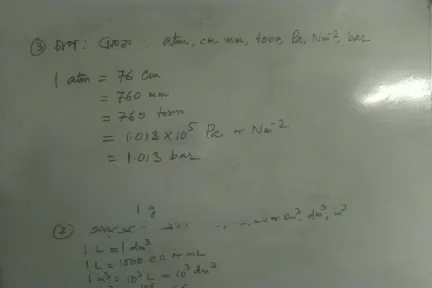 ③ চাপ : একক : atm, cm, mm, torr, Pa, Nm⁻², bar
1 atm = 76 cm
= 760 mm
= 760 torr
= 1.013 × 10⁵ Pa or Nm⁻²
= 1.013 bar
1 g
② cm³, dm³, m³
1 L = 1 dm³
1 L = 1000 cc or mL
1 m³ = 10³ L = 10³ dm³